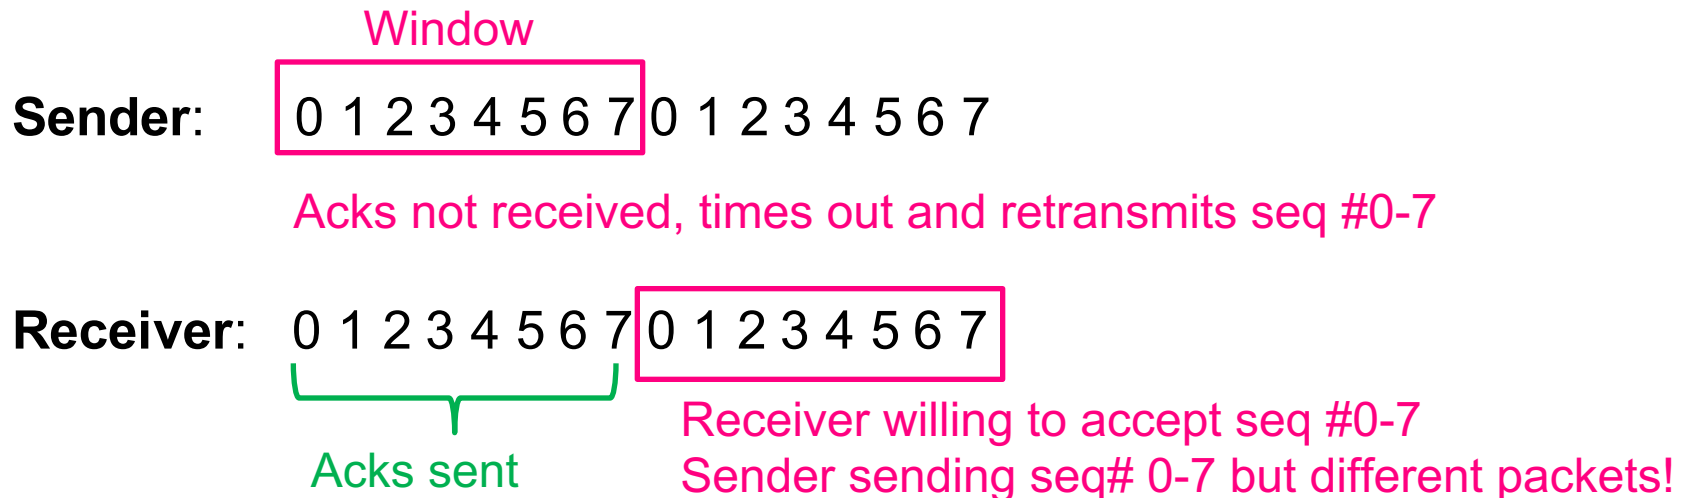 Window
Sender: 0 1 2 3 4 5 6 7 0 1 2 3 4 5 6 7
Acks not received, times out and retransmits seq #0-7
Receiver: 0 1 2 3 4 5 6 7 0 1 2 3 4 5 6 7
Acks sent
Receiver willing to accept seq #0-7
Sender sending seq# 0-7 but different packets!